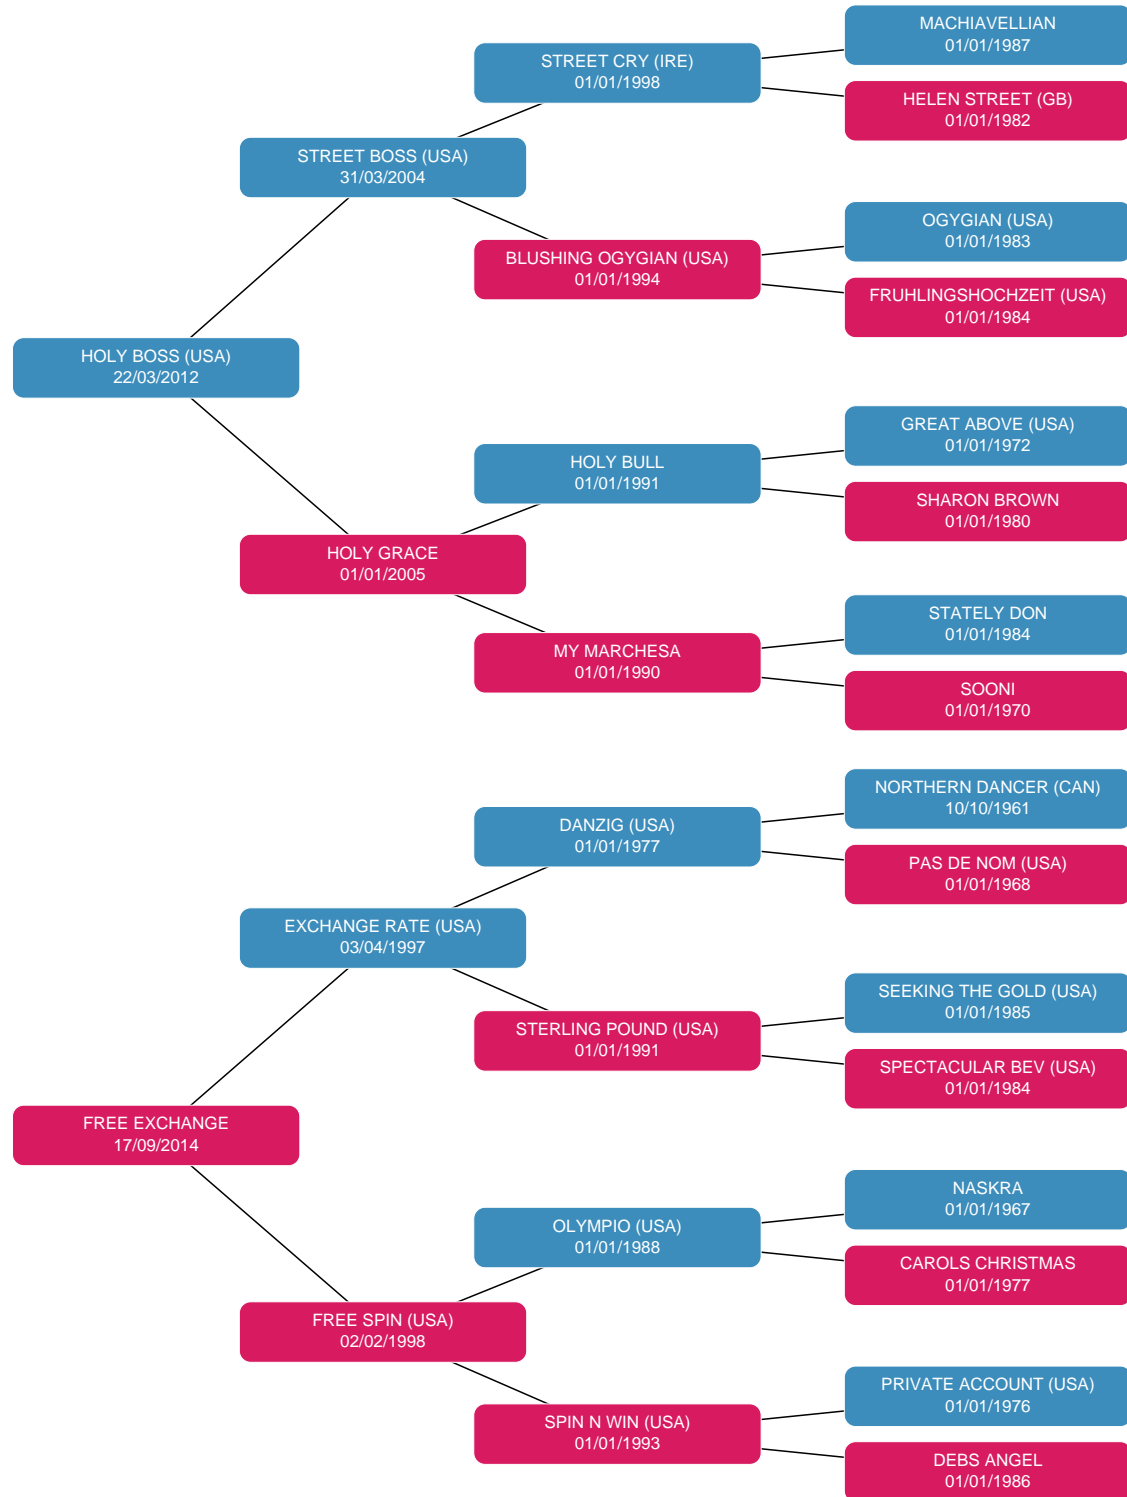 MACHIAVELLIAN
01/01/1987
STREET CRY (IRE)
01/01/1998
HELEN STREET (GB)
01/01/1982
STREET BOSS (USA)
31/03/2004
OGYGIAN (USA)
01/01/1983
BLUSHING OGYGIAN (USA)
01/01/1994
FRUHLINGSHOCHZEIT (USA)
01/01/1984
HOLY BOSS (USA)
22/03/2012
GREAT ABOVE (USA)
01/01/1972
HOLY BULL
01/01/1991
SHARON BROWN
01/01/1980
HOLY GRACE
01/01/2005
STATELY DON
01/01/1984
MY MARCHESA
01/01/1990
SOONI
01/01/1970
NORTHERN DANCER (CAN)
10/10/1961
DANZIG (USA)
01/01/1977
PAS DE NOM (USA)
01/01/1968
EXCHANGE RATE (USA)
03/04/1997
SEEKING THE GOLD (USA)
01/01/1985
STERLING POUND (USA)
01/01/1991
SPECTACULAR BEV (USA)
01/01/1984
FREE EXCHANGE
17/09/2014
NASKRA
01/01/1967
OLYMPIO (USA)
01/01/1988
CAROLS CHRISTMAS
01/01/1977
FREE SPIN (USA)
02/02/1998
PRIVATE ACCOUNT (USA)
01/01/1976
SPIN N WIN (USA)
01/01/1993
DEBS ANGEL
01/01/1986